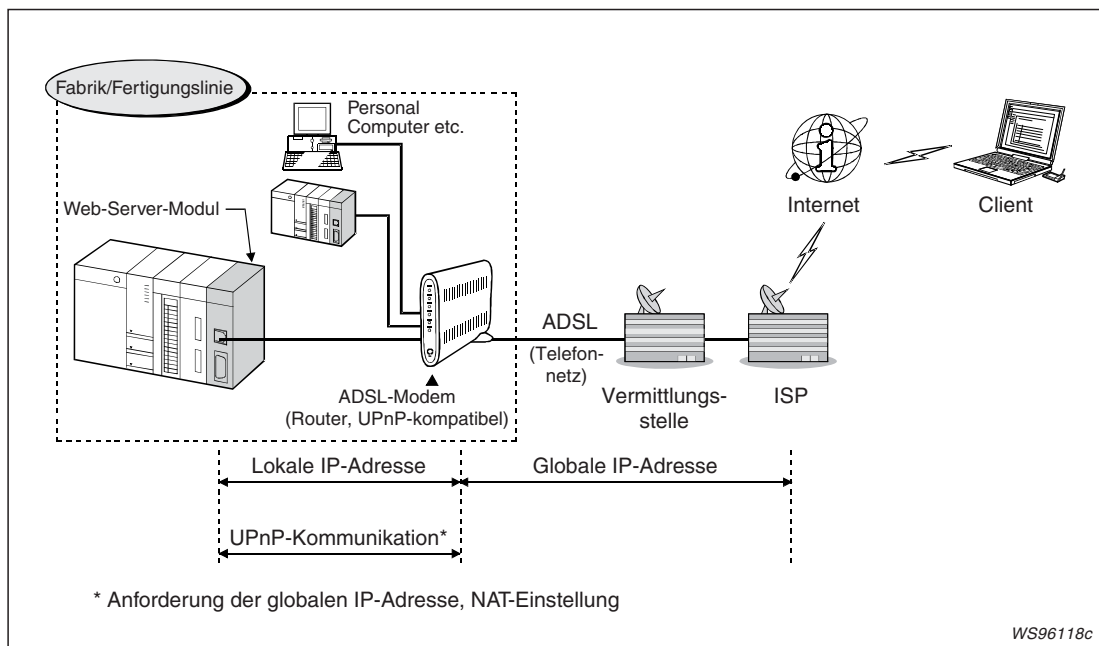 Fabrik/Fertigungslinie
Personal
Computer etc.
Web-Server-Modul
Internet
Client
ADSL
(Telefon-
netz)
ADSL-Modem
(Router, UPnP-kompatibel)
Vermittlungs-
stelle
ISP
Lokale IP-Adresse
Globale IP-Adresse
UPnP-Kommunikation*
* Anforderung der globalen IP-Adresse, NAT-Einstellung
WS96118c